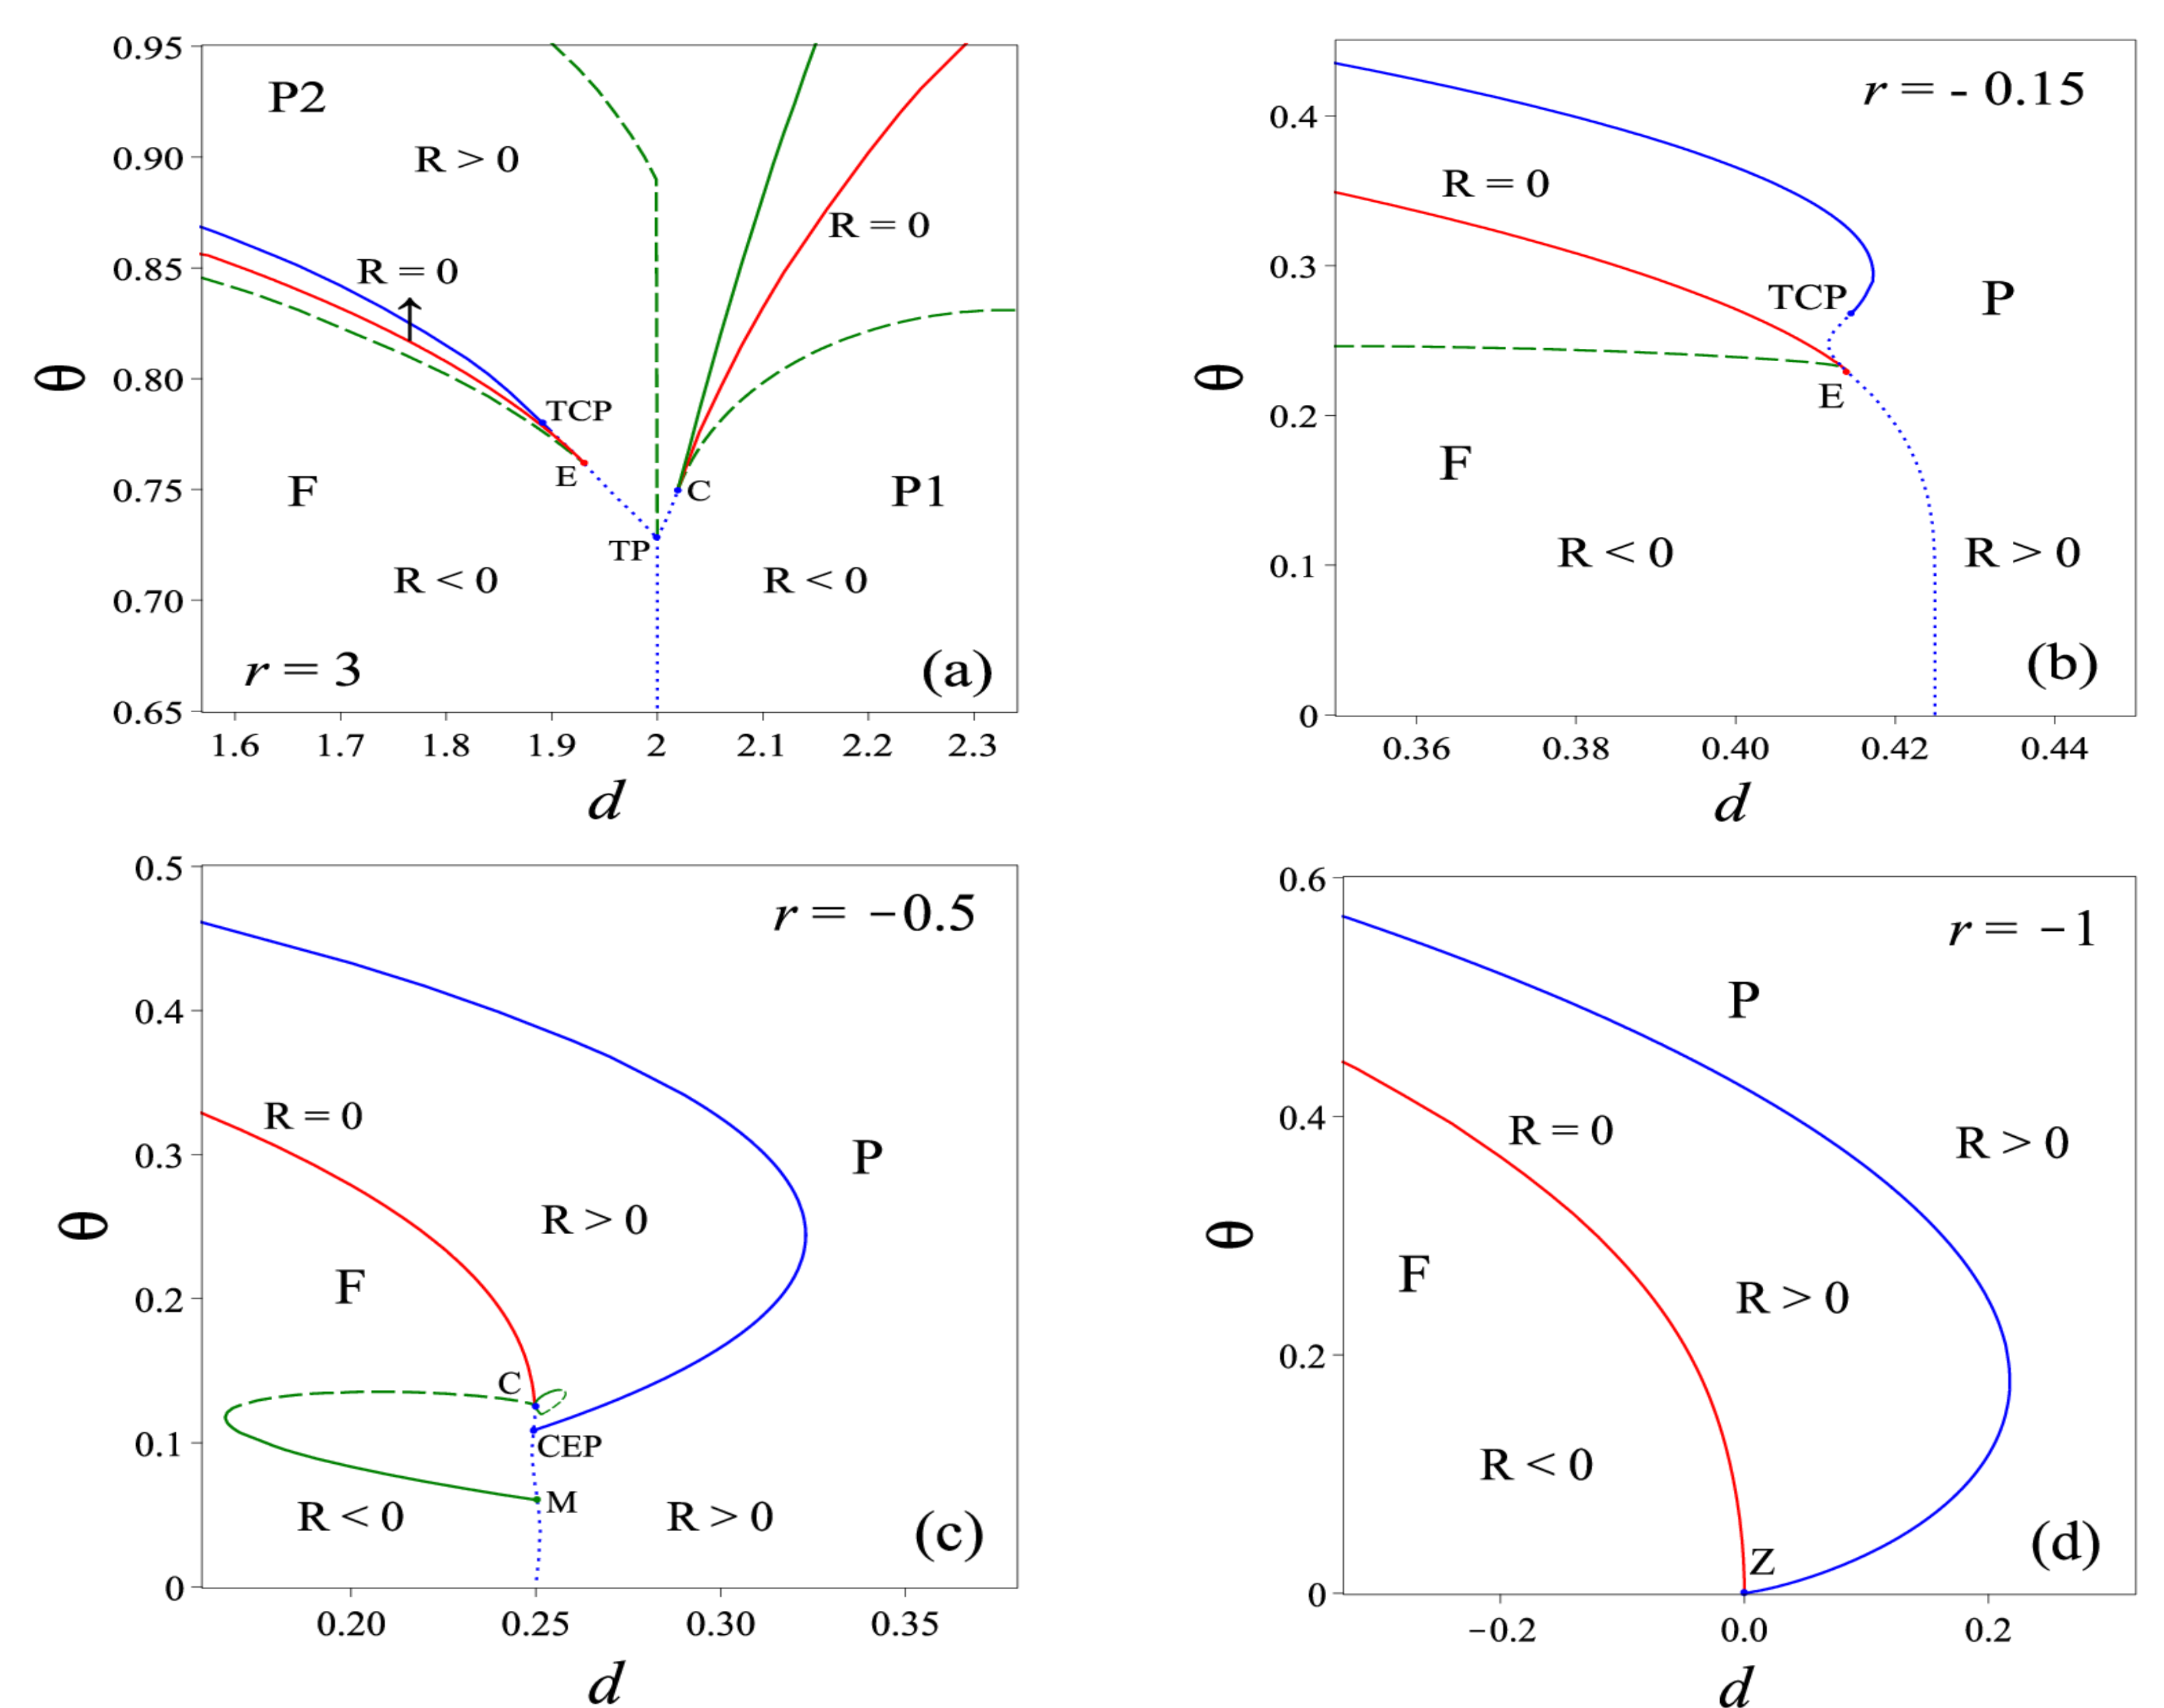 0.95
P2
0.90
R > 0
R = 0
0.85
R = 0
θ
0.80
TCP
E
0.75
F
C
P1
TP
0.70
R < 0
R < 0
r = 3
(a)
0.65
1.6 1.7 1.8 1.9 2 2.1 2.2 2.3
d
r = - 0.15
0.4
R = 0
0.3
TCP
P
θ
E
0.2
F
0.1
R < 0
R > 0
(b)
0
0.36 0.38 0.40 0.42 0.44
d
0.5
r = −0.5
0.4
R = 0
0.3
P
θ
R > 0
F
0.2
C
0.1
CEP
M
R < 0
R > 0
(c)
0
0.20 0.25 0.30 0.35
d
0.6
r = −1
P
0.4
R = 0
R > 0
θ
F
R > 0
0.2
R < 0
Z
(d)
0
−0.2 0.0 0.2
d